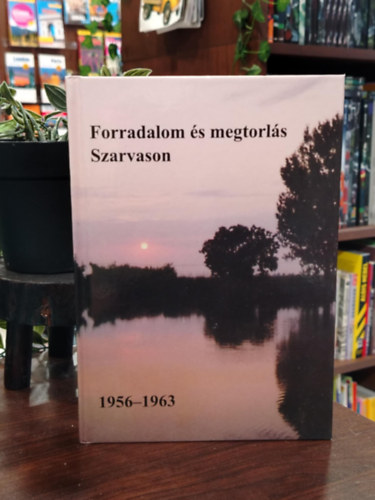 Forradalom és megtorlás
Szarvason
1956–1963